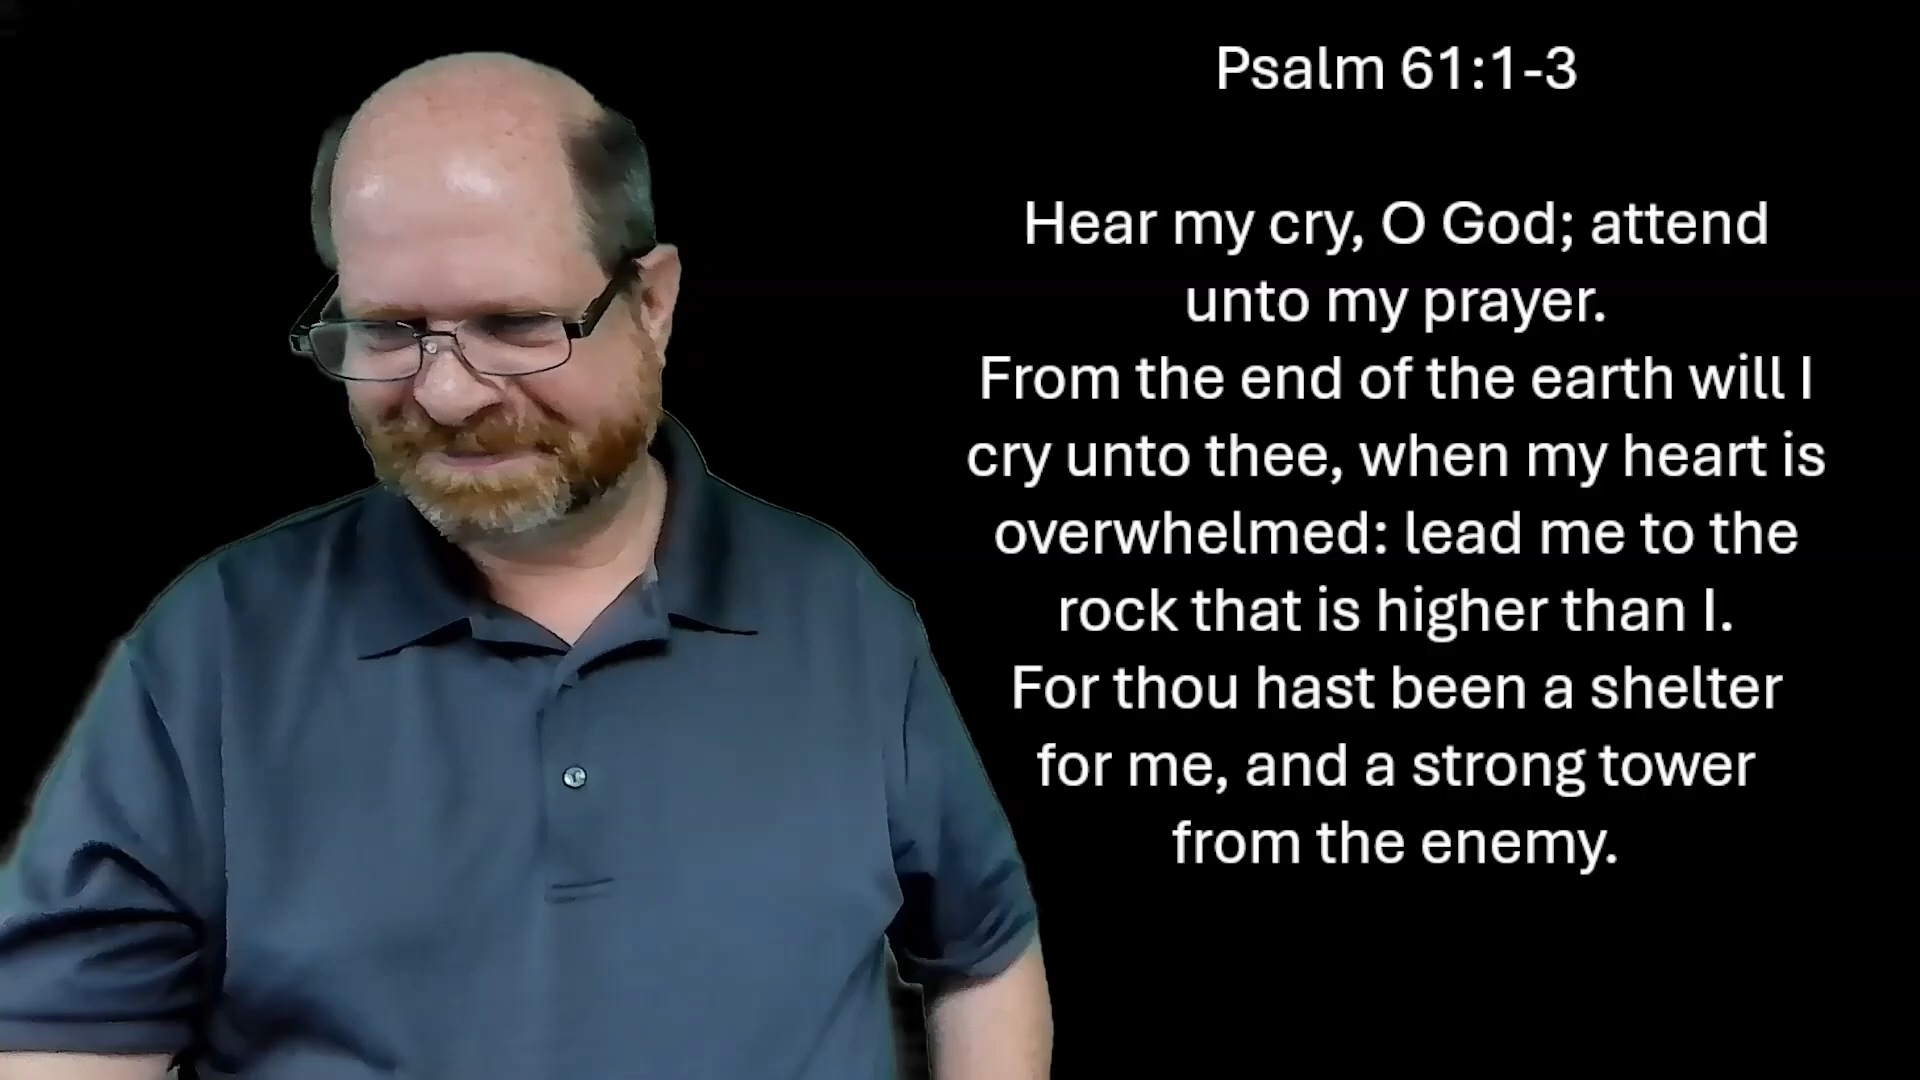 Psalm 61:1-3
Hear my cry, O God; attend
unto my prayer.
From the end of the earth will I
cry unto thee, when my heart is
overwhelmed: lead me to the
rock that is higher than I.
For thou hast been a shelter
for me, and a strong tower
from the enemy.